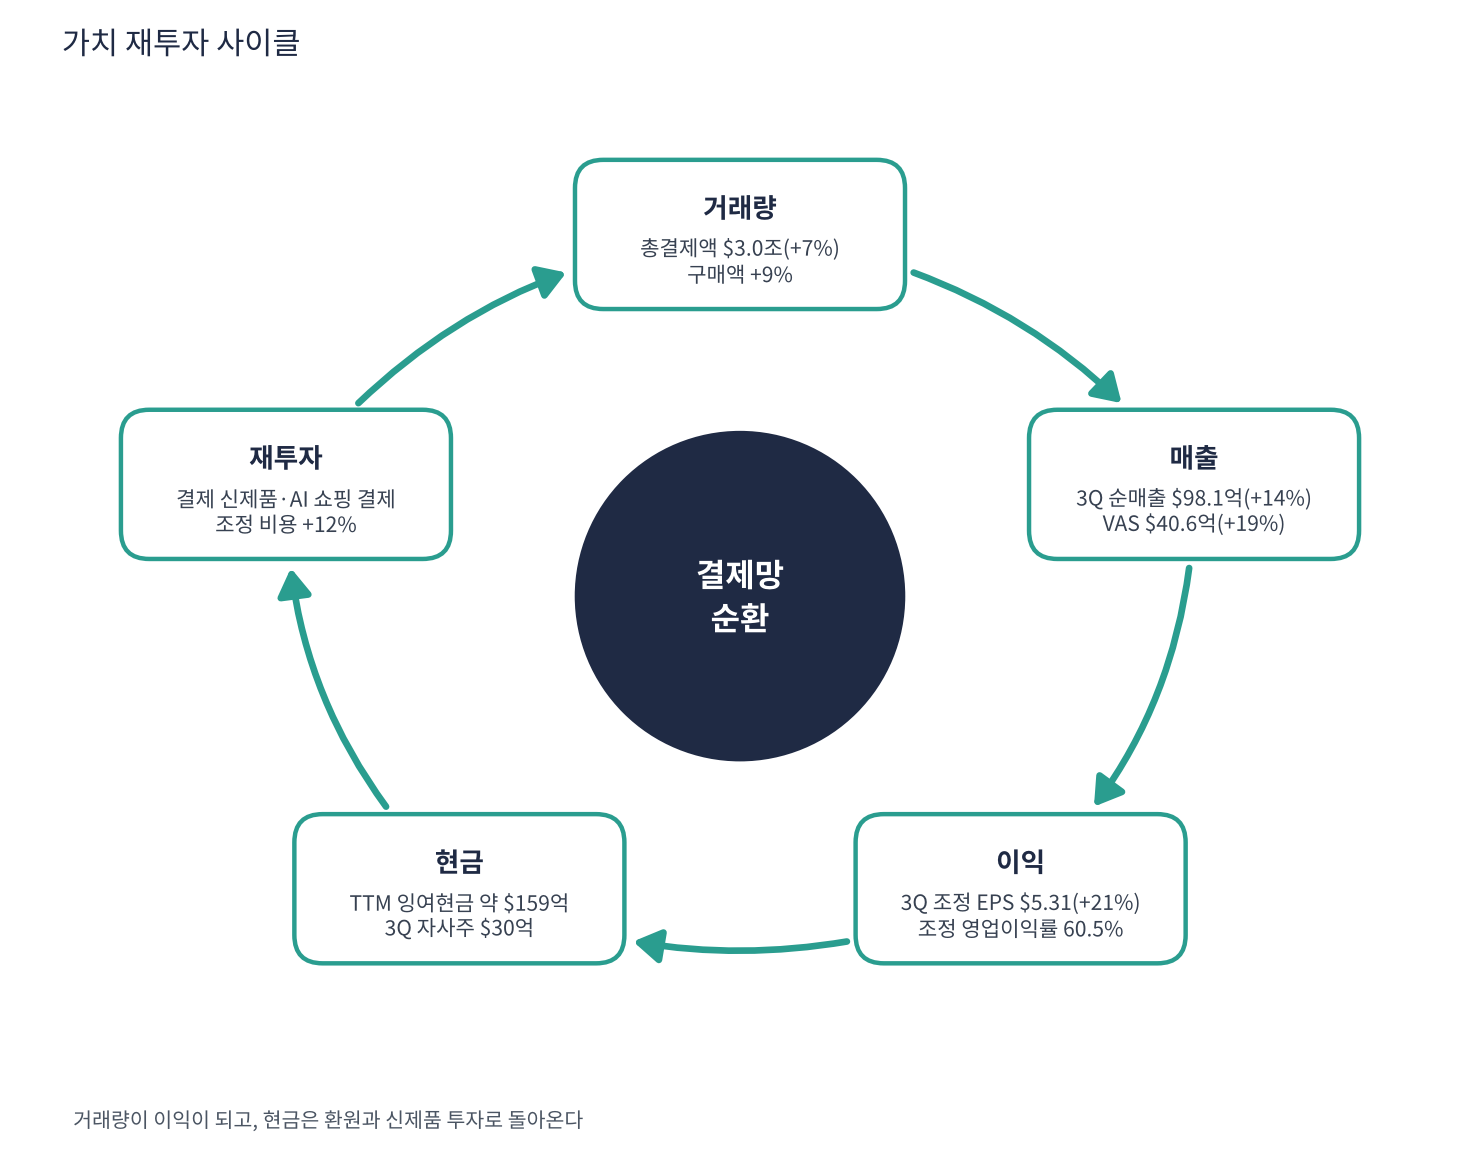 가치 재투자 사이클
거래량
총결제액 $3.0조(+7%)
구매액 +9%
재투자
결제 신제품·AI 쇼핑 결제
조정 비용 +12%
매출
3Q 순매출 $98.1억(+14%)
VAS $40.6억(+19%)
결제망
순환
현금
TTM 잉여현금 약 $159억
3Q 자사주 $30억
이익
3Q 조정 EPS $5.31(+21%)
조정 영업이익률 60.5%
거래량이 이익이 되고, 현금은 환원과 신제품 투자로 돌아온다